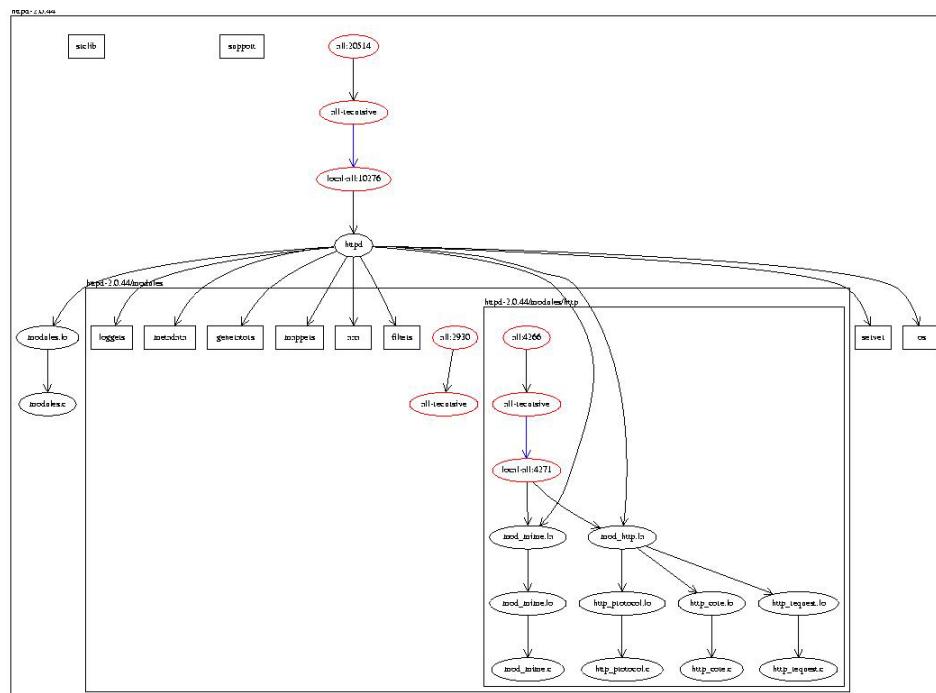 httpd-2.0.44
srclib
support
all:20514
all-recursive
local-all:10276
httpd
httpd-2.0.44/modules
httpd-2.0.44/modules/http
modules.lo
loggers
metadata
generators
mappers
aaa
filters
all:2930
all:4266
server
os
modules.c
all-recursive
all-recursive
local-all:4271
mod_mime.la
mod_http.la
mod_mime.lo
http_protocol.lo
http_core.lo
http_request.lo
mod_mime.c
http_protocol.c
http_core.c
http_request.c